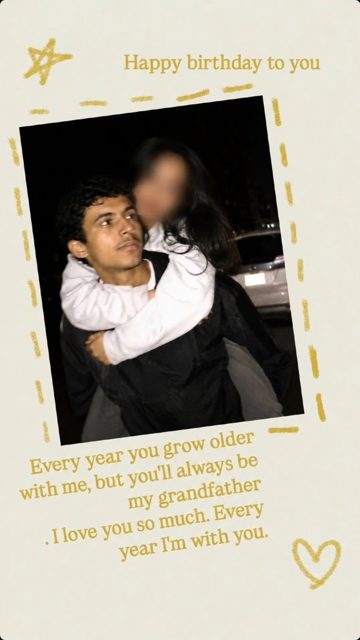 Happy birthday to you
Every year you grow older
with me, but you'll always be
my grandfather
. I love you so much. Every
year I'm with you.